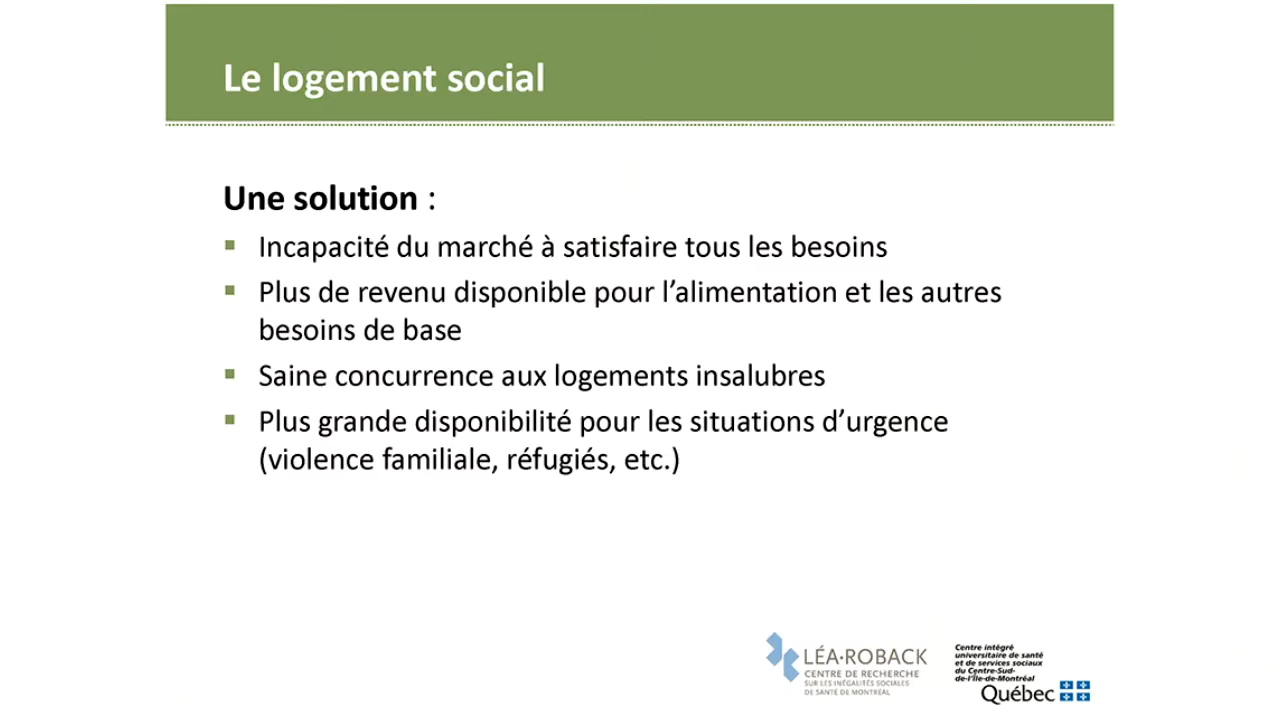 Le logement social
Une solution :
▪ Incapacité du marché à satisfaire tous les besoins
▪ Plus de revenu disponible pour l’alimentation et les autres
besoins de base
▪ Saine concurrence aux logements insalubres
▪ Plus grande disponibilité pour les situations d’urgence
(violence familiale, réfugiés, etc.)
LÉA·ROBACK
CENTRE DE RECHERCHE
SUR LES INÉGALITÉS SOCIALES
DE SANTÉ DE MONTRÉAL
Centre intégré
universitaire de santé
et de services sociaux
du Centre-Sud-
de-l’Île-de-Montréal
Québec